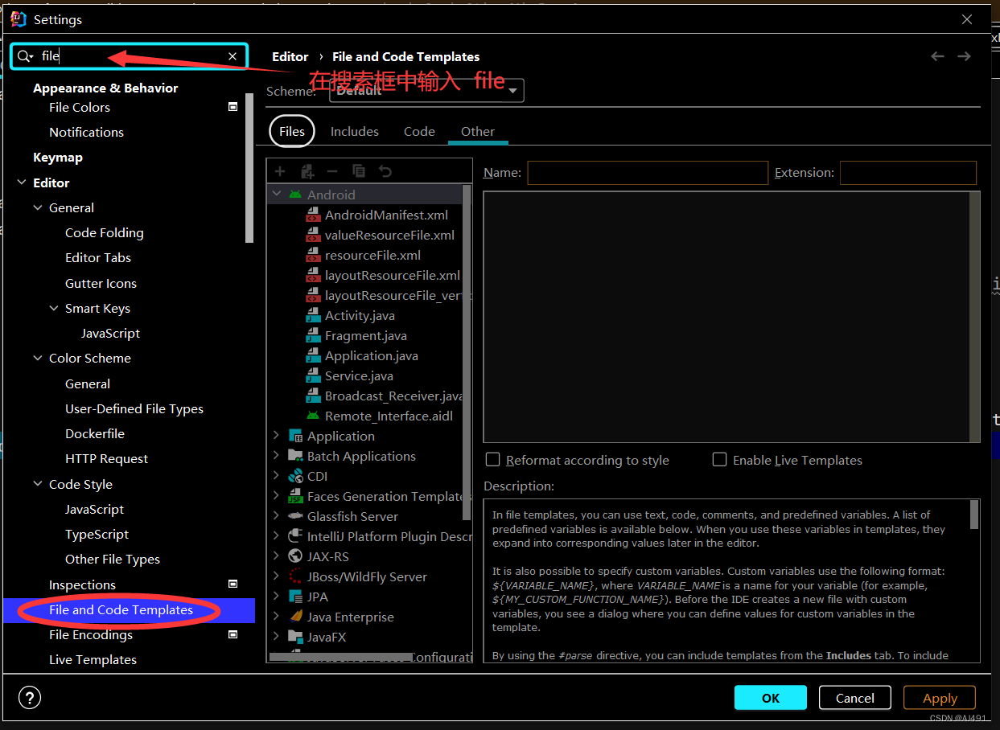 Settings
file
Editor › File and Code Templates
在搜索框中输入 file
Scheme: Default
Appearance & Behavior
File Colors
Notifications
Keymap
Editor
General
Code Folding
Editor Tabs
Gutter Icons
Smart Keys
JavaScript
Color Scheme
General
User-Defined File Types
Dockerfile
HTTP Request
Code Style
JavaScript
TypeScript
Other File Types
Inspections
File and Code Templates
File Encodings
Live Templates
Files Includes Code Other
Android
AndroidManifest.xml
valueResourceFile.xml
resourceFile.xml
layoutResourceFile.xml
layoutResourceFile_vert
Activity.java
Fragment.java
Application.java
Service.java
Broadcast_Receiver.java
Remote_Interface.aidl
Application
Batch Applications
CDI
Faces Generation Templates
Glassfish Server
IntelliJ Platform Plugin Descr
JAX-RS
JBoss/WildFly Server
JPA
Java Enterprise
JavaFX
Name: Extension:
Reformat according to style Enable Live Templates
Description:
In file templates, you can use text, code, comments, and predefined variables. A list of
predefined variables is available below. When you use these variables in templates, they
expand into corresponding values later in the editor.
It is also possible to specify custom variables. Custom variables use the following format:
${VARIABLE_NAME}, where VARIABLE_NAME is a name for your variable (for example,
${MY_CUSTOM_FUNCTION_NAME}). Before the IDE creates a new file with custom
variables, you see a dialog where you can define values for custom variables in the
template.
By using the #parse directive, you can include templates from the Includes tab. To include
?
OK Cancel Apply
CSDN @AJ491